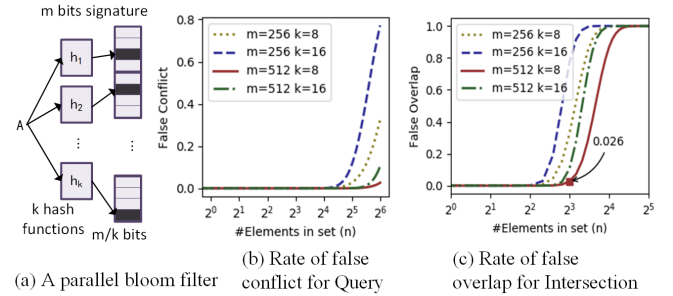 m bits signature
h1
A
h2
⋮
⋮
hk
k hash
functions
m/k bits
(a) A parallel bloom filter
False Conflict
0.8
0.6
0.4
0.2
0.0
m=256 k=8
m=256 k=16
m=512 k=8
m=512 k=16
2^0 2^1 2^2 2^3 2^4 2^5 2^6
#Elements in set (n)
(b) Rate of false
conflict for Query
False Overlap
1.0
0.8
0.6
0.4
0.2
0.0
m=256 k=8
m=256 k=16
m=512 k=8
m=512 k=16
0.026
2^0 2^1 2^2 2^3 2^4 2^5
#Elements in set (n)
(c) Rate of false
overlap for Intersection